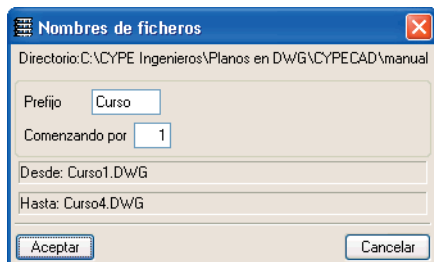 Nombres de ficheros
Directorio:C:\CYPE Ingenieros\Planos en DWG\CYPECAD\manual
Prefijo Curso
Comenzando por 1
Desde: Curso1.DWG
Hasta: Curso4.DWG
Aceptar Cancelar